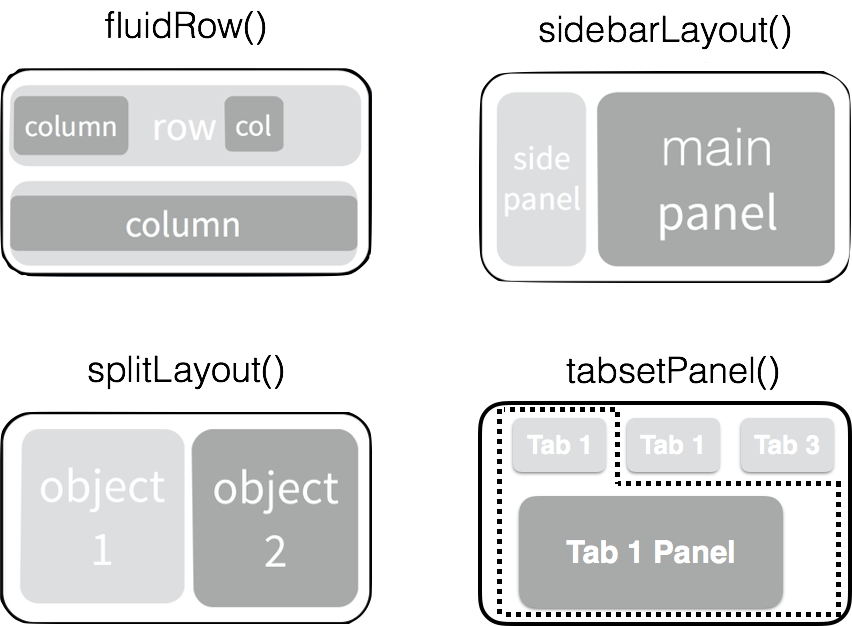 fluidRow()
column row col
column
sidebarLayout()
side
panel
main
panel
splitLayout()
object
1
object
2
tabsetPanel()
Tab 1 Tab 1 Tab 3
Tab 1 Panel